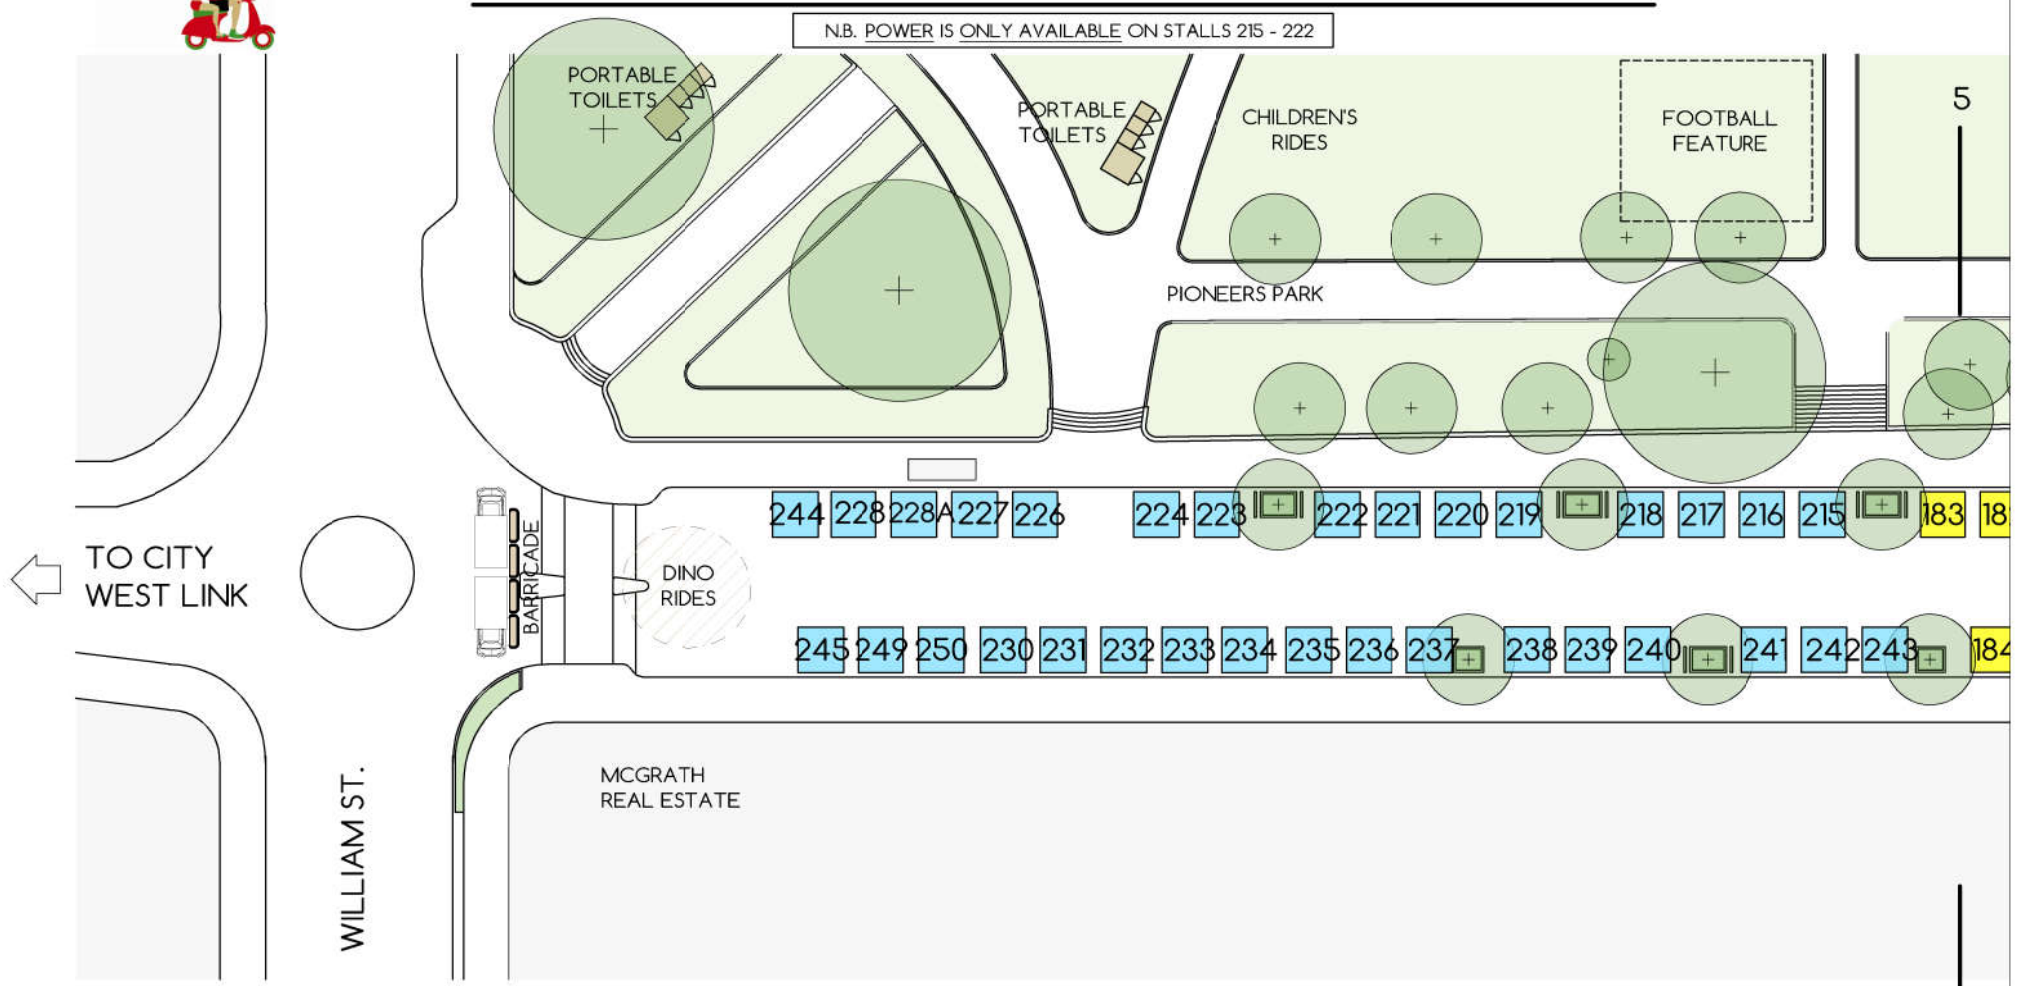 N.B. POWER IS ONLY AVAILABLE ON STALLS 215 - 222
PORTABLE
TOILETS
PORTABLE
TOILETS
CHILDREN'S
RIDES
FOOTBALL
FEATURE
5
PIONEERS PARK
244 228 228A 227 226 224 223 222 221 220 219 218 217 216 215 183
TO CITY
WEST LINK
BARRICADE
DINO
RIDES
245 249 250 230 231 232 233 234 235 236 237 238 239 240 241 242 243 184
MCGRATH
REAL ESTATE
WILLIAM ST.